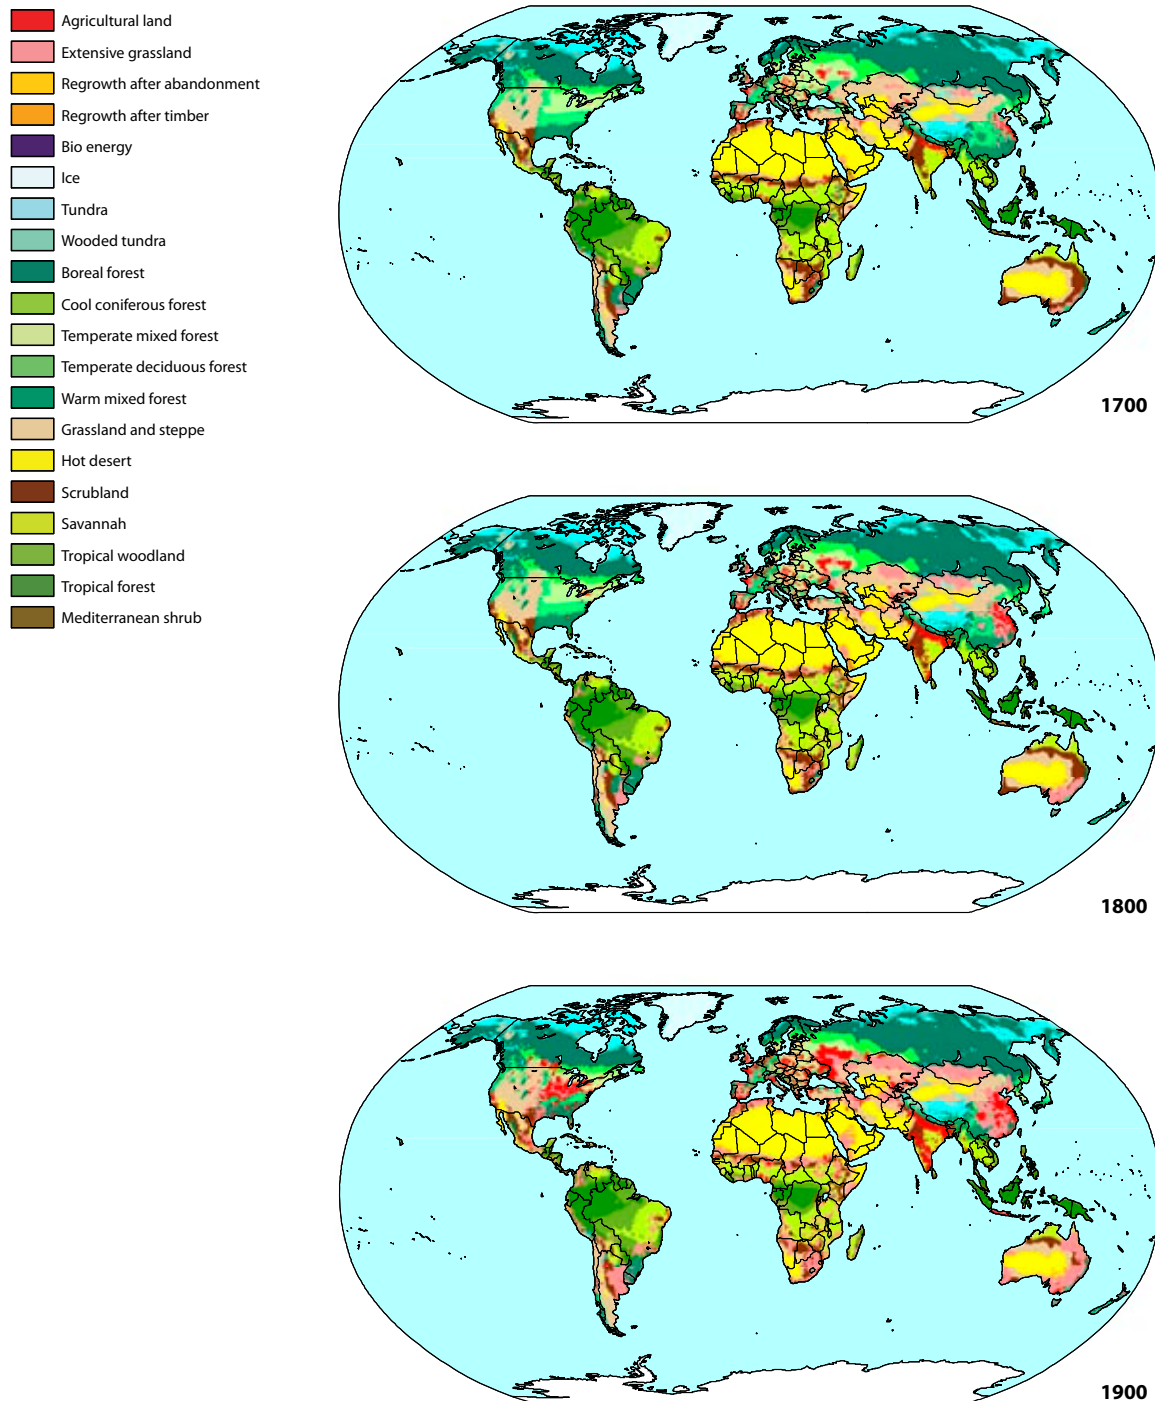 Agricultural land
Extensive grassland
Regrowth after abandonment
Regrowth after timber
Bio energy
Ice
Tundra
Wooded tundra
Boreal forest
Cool coniferous forest
Temperate mixed forest
Temperate deciduous forest
Warm mixed forest
Grassland and steppe
Hot desert
Scrubland
Savannah
Tropical woodland
Tropical forest
Mediterranean shrub
1700
1800
1900